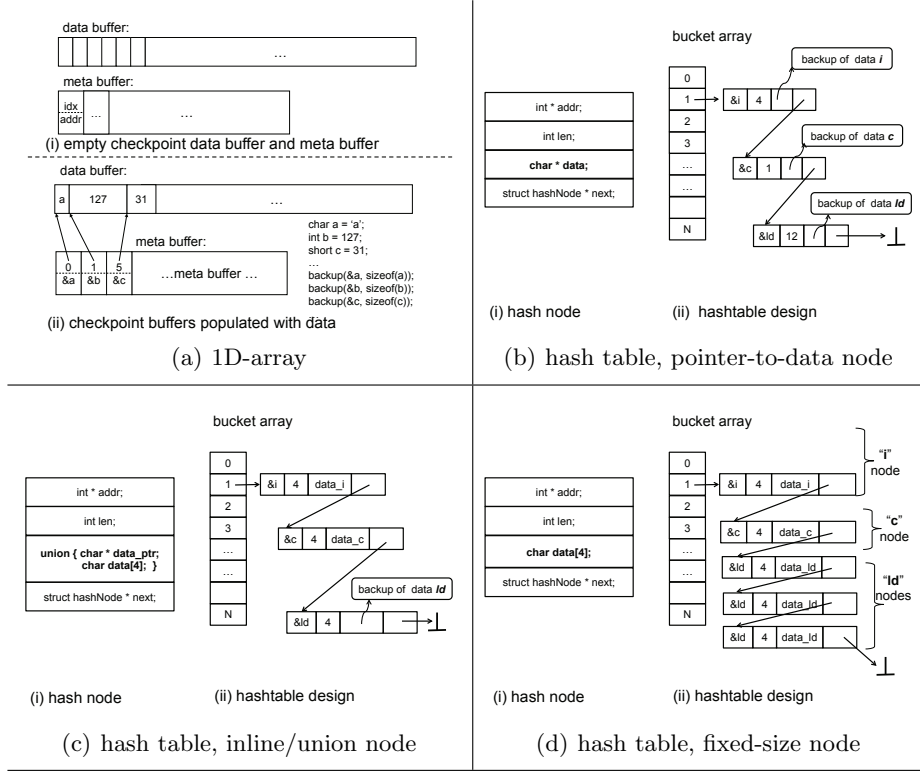 data buffer:
...
meta buffer:
idx
addr
...
...
(i) empty checkpoint data buffer and meta buffer
data buffer:
a
127
31
...
meta buffer:
0
&a
1
&b
5
&c
...meta buffer ...
char a = 'a';
int b = 127;
short c = 31;
...
backup(&a, sizeof(a));
backup(&b, sizeof(b));
backup(&c, sizeof(c));
(ii) checkpoint buffers populated with data
(a) 1D-array
bucket array
int * addr;
int len;
char * data;
struct hashNode * next;
0
1
2
3
...
...
N
&i 4
backup of data i
&c 1
backup of data c
&ld 12
backup of data ld
(i) hash node
(ii) hashtable design
(b) hash table, pointer-to-data node
bucket array
int * addr;
int len;
union { char * data_ptr;
char data[4]; }
struct hashNode * next;
0
1
2
3
...
...
N
&i 4 data_i
&c 4 data_c
backup of data ld
&ld 4
(i) hash node
(ii) hashtable design
(c) hash table, inline/union node
bucket array
int * addr;
int len;
char data[4];
struct hashNode * next;
0
1
2
3
...
...
N
&i 4 data_i
&c 4 data_c
&ld 4 data_ld
&ld 4 data_ld
&ld 4 data_ld
"i"
node
"c"
node
"ld"
nodes
(i) hash node
(ii) hashtable design
(d) hash table, fixed-size node